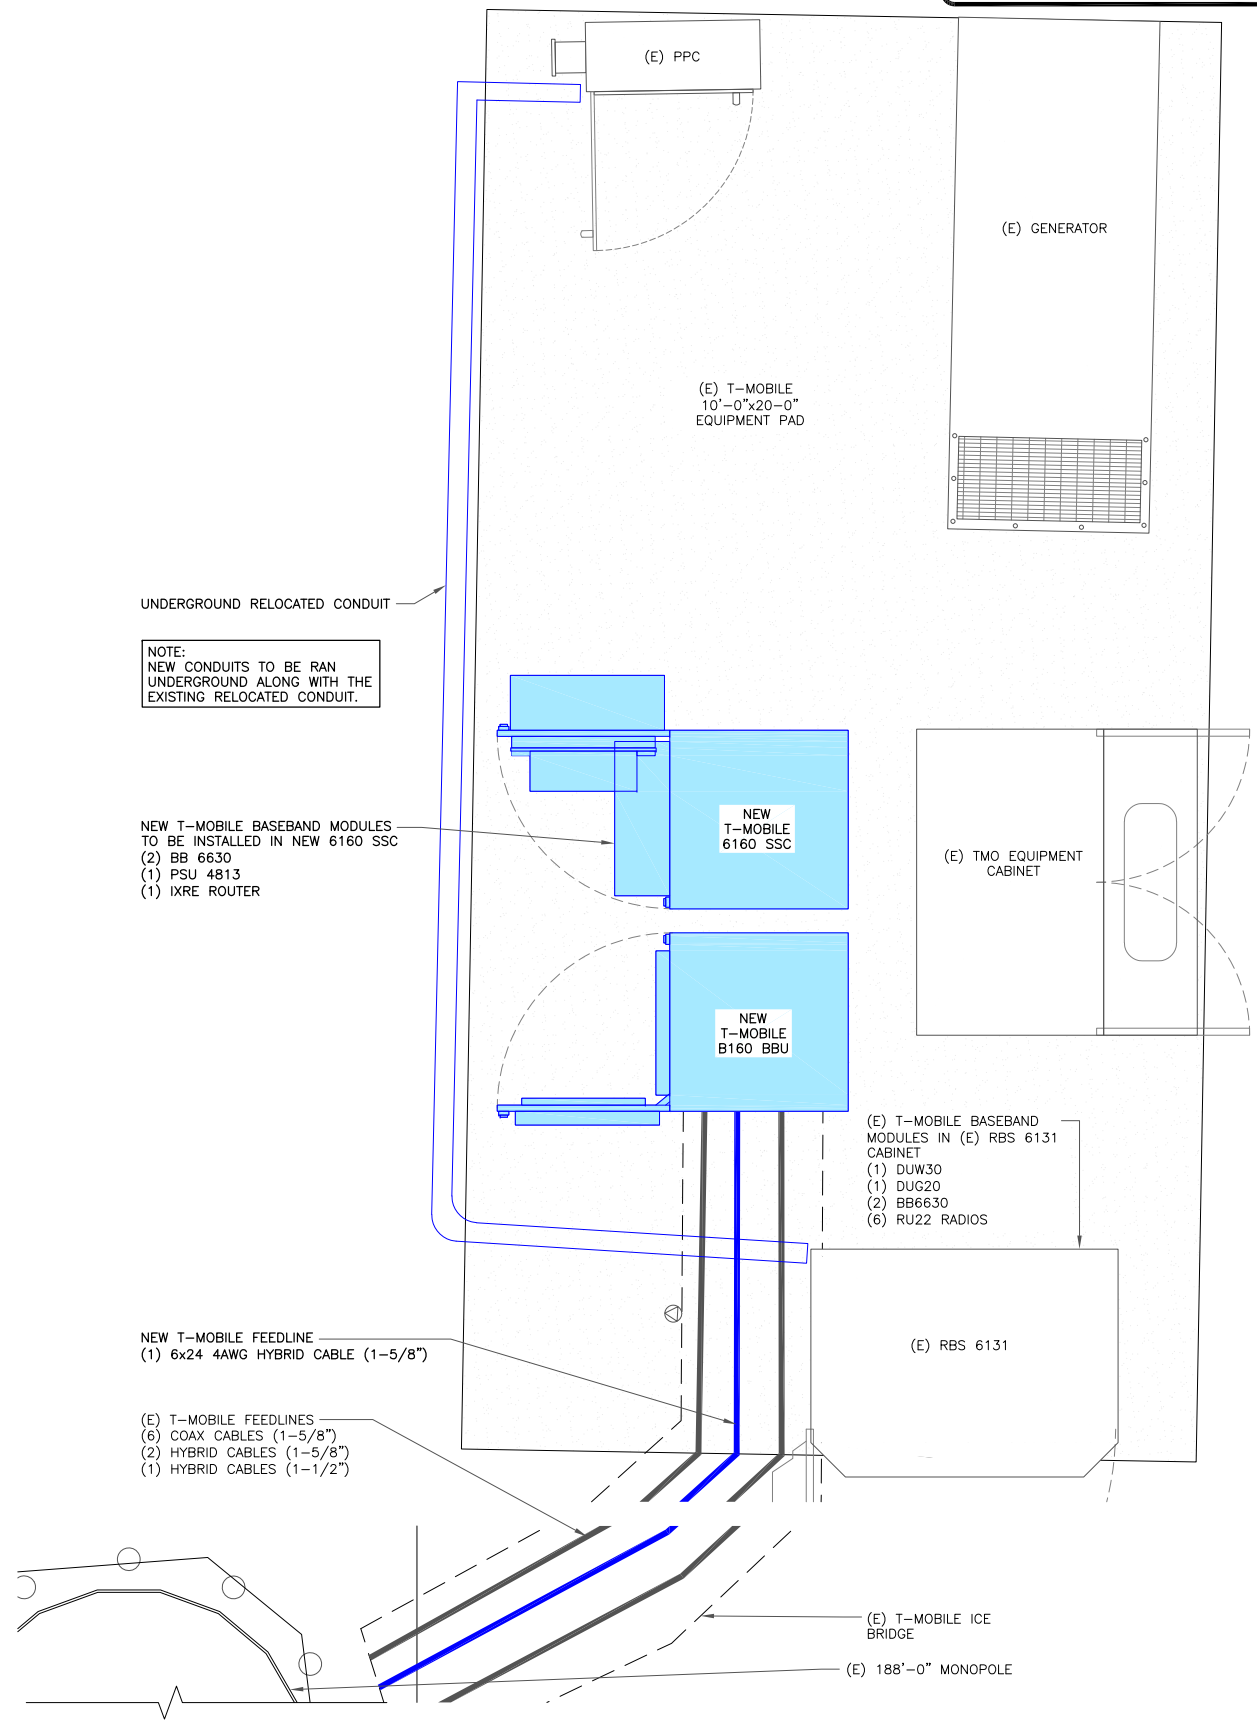 (E) PPC
(E) GENERATOR
(E) T-MOBILE
10'-0"x20-0"
EQUIPMENT PAD
UNDERGROUND RELOCATED CONDUIT
NOTE:
NEW CONDUITS TO BE RAN
UNDERGROUND ALONG WITH THE
EXISTING RELOCATED CONDUIT.
NEW T-MOBILE BASEBAND MODULES
TO BE INSTALLED IN NEW 6160 SSC
(2) BB 6630
(1) PSU 4813
(1) IXRE ROUTER
NEW
T-MOBILE
6160 SSC
(E) TMO EQUIPMENT
CABINET
NEW
T-MOBILE
B160 BBU
(E) T-MOBILE BASEBAND
MODULES IN (E) RBS 6131
CABINET
(1) DUW30
(1) DUG20
(2) BB6630
(6) RU22 RADIOS
NEW T-MOBILE FEEDLINE
(1) 6x24 4AWG HYBRID CABLE (1-5/8")
(E) RBS 6131
(E) T-MOBILE FEEDLINES
(6) COAX CABLES (1-5/8")
(2) HYBRID CABLES (1-5/8")
(1) HYBRID CABLES (1-1/2")
(E) T-MOBILE ICE
BRIDGE
(E) 188'-0" MONOPOLE